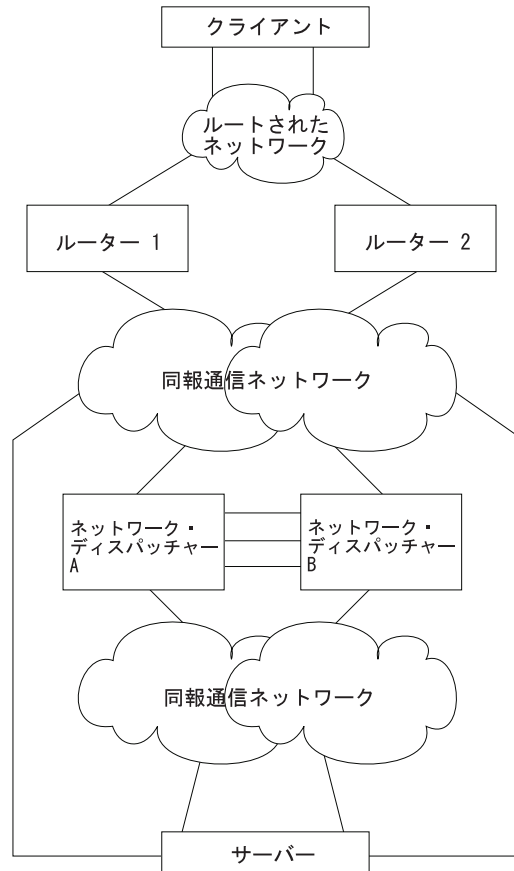 クライアント
ルートされた
ネットワーク
ルーター 1
ルーター 2
同報通信ネットワーク
ネットワーク・
ディスパッチャー
A
ネットワーク・
ディスパッチャー
B
同報通信ネットワーク
サーバー